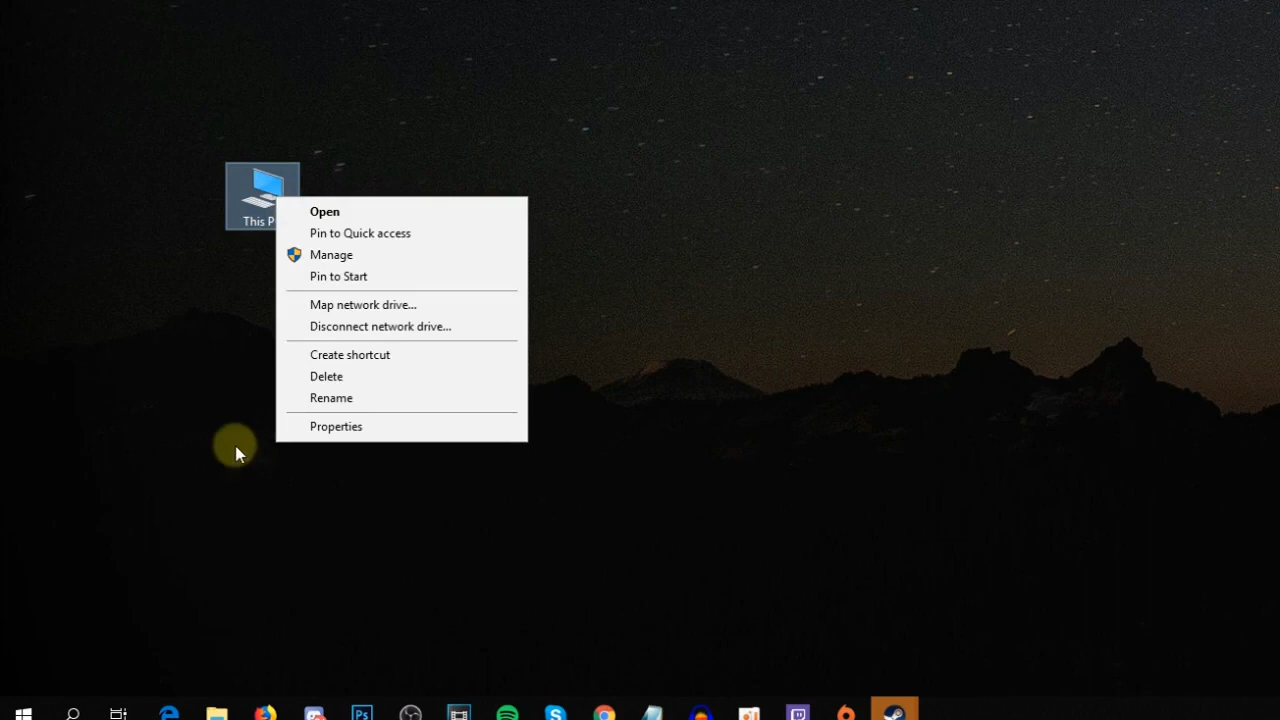 This P
Open
Pin to Quick access
Manage
Pin to Start
Map network drive...
Disconnect network drive...
Create shortcut
Delete
Rename
Properties
Ps